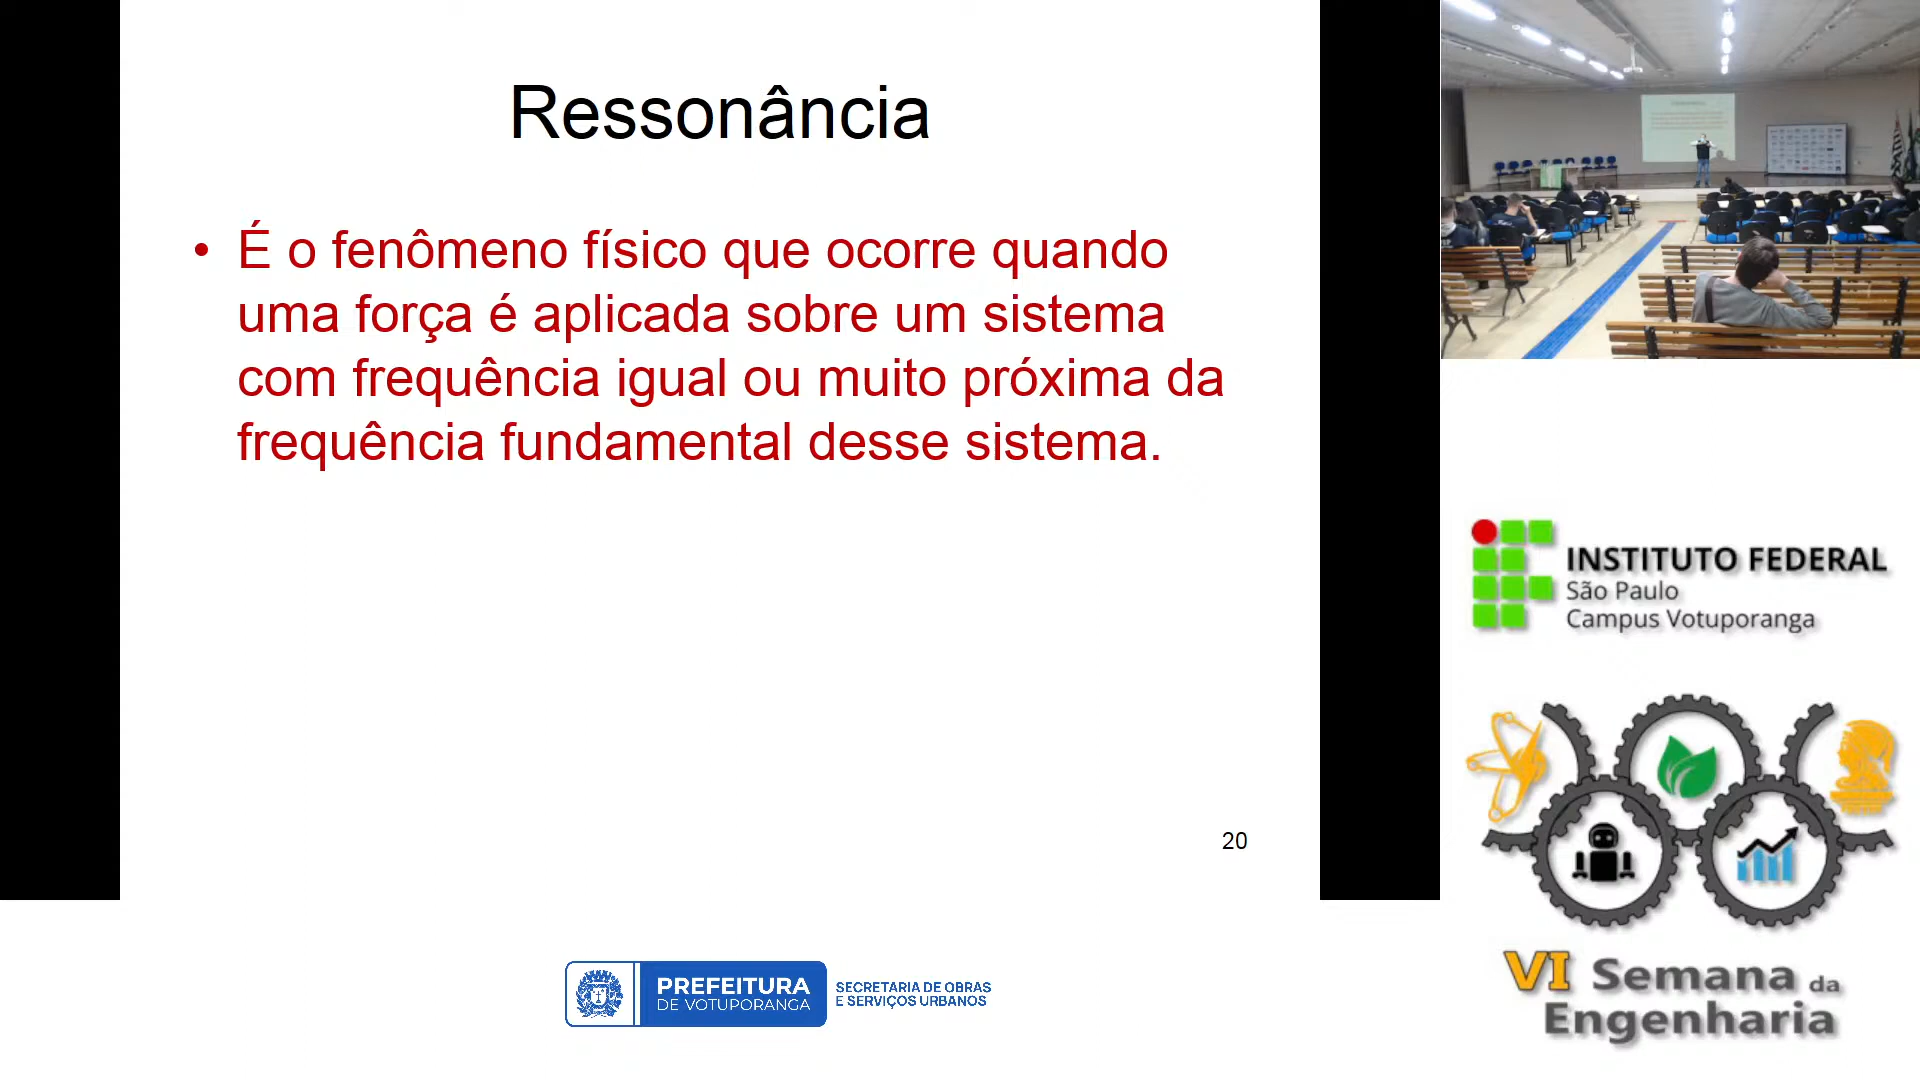 Ressonância
• É o fenômeno físico que ocorre quando
uma força é aplicada sobre um sistema
com frequência igual ou muito próxima da
frequência fundamental desse sistema.
20
INSTITUTO FEDERAL
São Paulo
Campus Votuporanga
VI Semana da
Engenharia
PREFEITURA
DE VOTUPORANGA
SECRETARIA DE OBRAS
E SERVIÇOS URBANOS